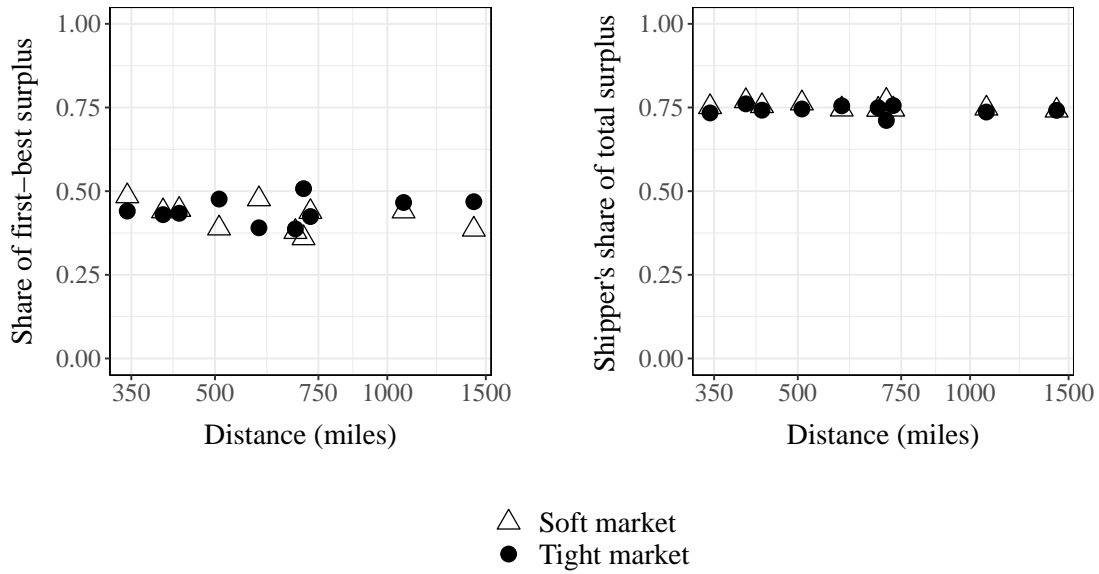 Share of first−best surplus
1.00
0.75
0.50
0.25
0.00
350 500 750 1000 1500
Distance (miles)
Shipper's share of total surplus
1.00
0.75
0.50
0.25
0.00
350 500 750 1000 1500
Distance (miles)
Soft market
Tight market